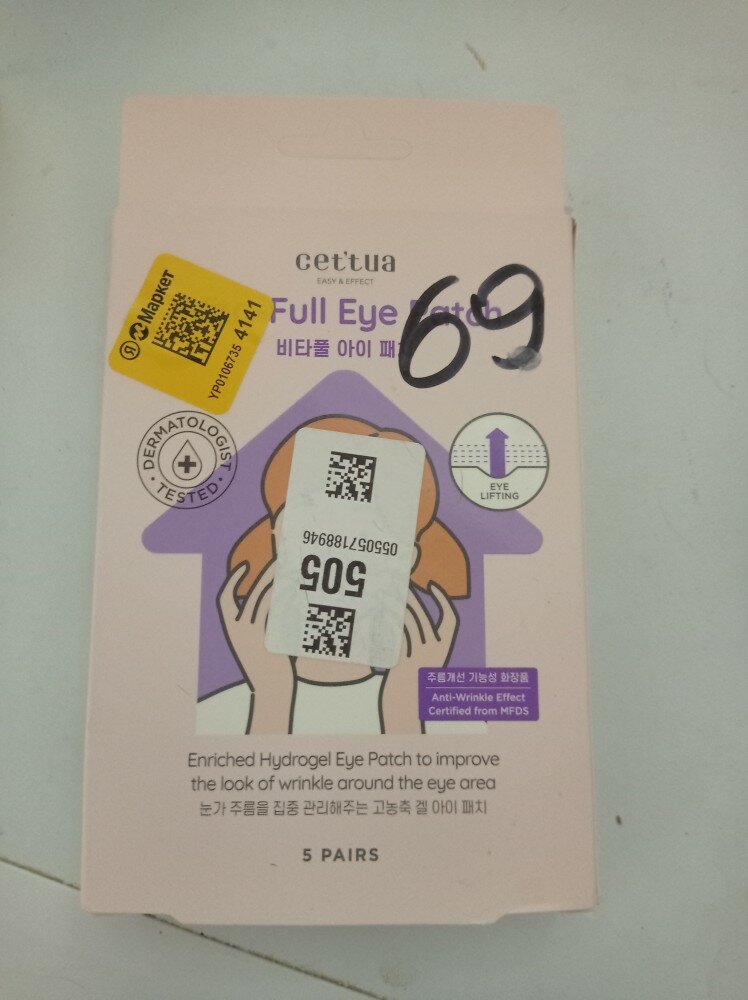 cettua
EASY & EFFECT
Full Eye
69
비타풀 아이
Я Маркет
YP0106735 4141
DERMATOLOGIST
TESTED
EYE
LIFTING
055057188946
505
주름개선 기능성 화장품
Anti-Wrinkle Effect
Certified from MFDS
Enriched Hydrogel Eye Patch to improve
the look of wrinkle around the eye area
눈가 주름을 집중 관리해주는 고농축 겔 아이 패치
5 PAIRS